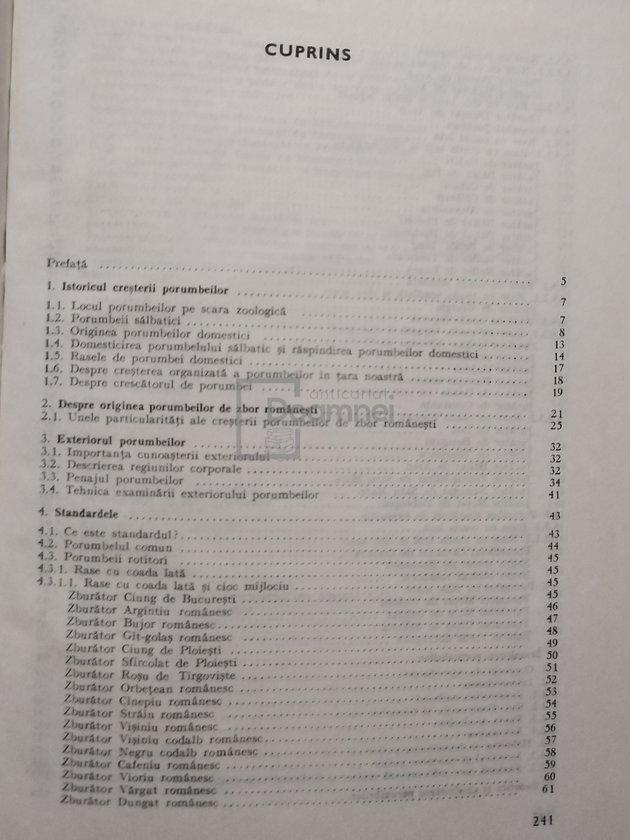 CUPRINS
Prefață 5
1. Istoricul creșterii porumbeilor 7
1.1. Locul porumbeilor pe scara zoologică 7
1.2. Porumbeii sălbatici 8
1.3. Originea porumbeilor domestici 13
1.4. Domesticirea porumbelului sălbatic și răspîndirea porumbeilor domestici 14
1.5. Rasele de porumbei domestici 17
1.6. Despre creșterea organizată a porumbeilor în țara noastră 18
1.7. Despre crescătorul de porumbei 19
2. Despre originea porumbeilor de zbor românești 21
2.1. Unele particularități ale creșterii porumbeilor de zbor românești 25
3. Exteriorul porumbeilor 32
3.1. Importanța cunoașterii exteriorului 32
3.2. Descrierea regiunilor corporale 32
3.3. Penajul porumbeilor 34
3.4. Tehnica examinării exteriorului porumbeilor 41
4. Standardele 43
4.1. Ce este standardul? 43
4.2. Porumbelul comun 44
4.3. Porumbeii rotitori 45
4.3.1. Rase cu coada lată 45
4.3.1.1. Rase cu coada lată și cioc mijlociu 45
Zburător Ciung de București 45
Zburător Argintiu românesc 46
Zburător Bujor românesc 47
Zburător Gît-golaș românesc 48
Zburător Ciung de Ploiești 49
Zburător Sfircolat de Ploiești 50
Zburător Roșu de Tîrgoviște 51
Zburător Orbețean românesc 52
Zburător Cînepiu românesc 53
Zburător Străin românesc 54
Zburător Vișiniu românesc 55
Zburător Vișiniu codalb românesc 56
Zburător Negru codalb românesc 57
Zburător Cafeniu românesc 58
Zburător Vioriu românesc 59
Zburător Vărgat românesc 60
Zburător Dungat românesc 61
241
anticariat